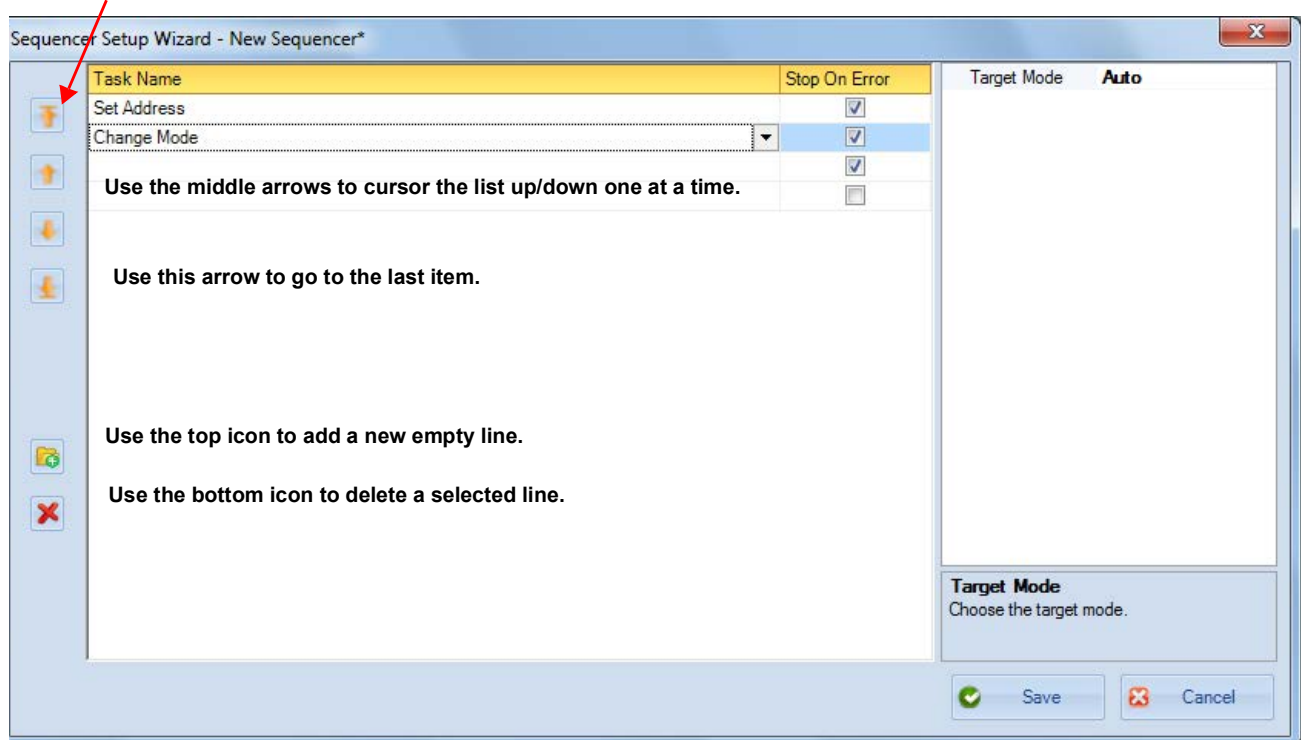 Sequencer Setup Wizard - New Sequencer*
Task Name Stop On Error Target Mode Auto
Set Address
Change Mode
Use the middle arrows to cursor the list up/down one at a time.
Use this arrow to go to the last item.
Use the top icon to add a new empty line.
Use the bottom icon to delete a selected line.
Target Mode
Choose the target mode.
Save Cancel